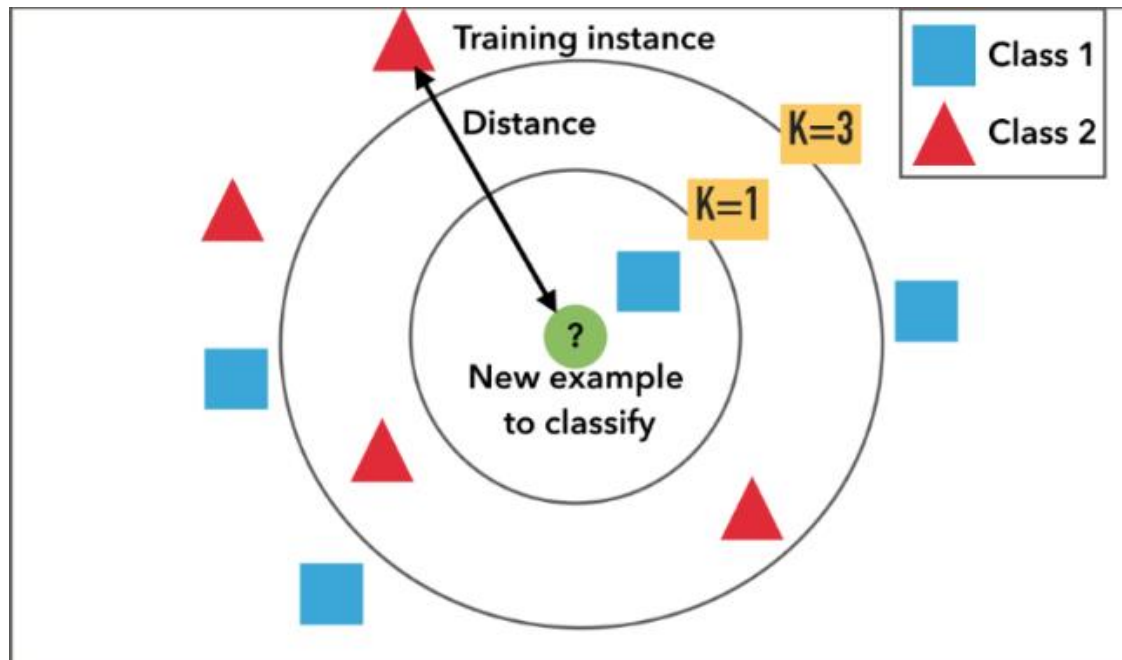 Training instance
Class 1
Distance
K=3
Class 2
K=1
?
New example
to classify